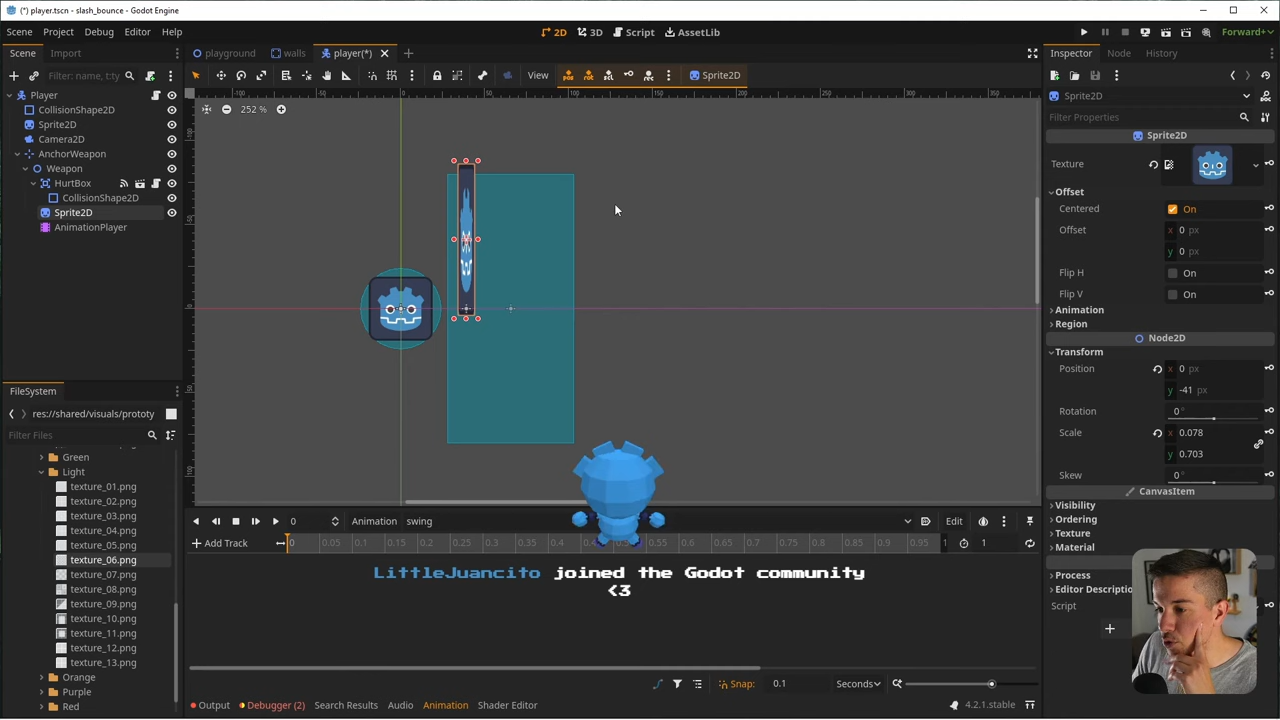 (*) player.tscn - slash_bounce - Godot Engine
Scene Project Debug Editor Help
2D 3D Script AssetLib
Forward+
Scene Import
playground walls player(*)
Inspector Node History
Filter: name, t:ty
View Sprite2D
Player
CollisionShape2D
Sprite2D
Camera2D
AnchorWeapon
Weapon
HurtBox
CollisionShape2D
Sprite2D
AnimationPlayer
252 %
Sprite2D
Filter Properties
Sprite2D
Texture
Offset
Centered On
Offset x 0 px
y 0 px
Flip H On
Flip V On
Animation
Region
Node2D
Transform
Position x 0 px
y -41 px
Rotation 0 °
Scale x 0.078
y 0.703
Skew 0 °
CanvasItem
Visibility
Ordering
Texture
Material
Process
Editor Descriptio
Script
FileSystem
res://shared/visuals/prototy
Filter Files
Green
Light
texture_01.png
texture_02.png
texture_03.png
texture_04.png
texture_05.png
texture_06.png
texture_07.png
texture_08.png
texture_09.png
texture_10.png
texture_11.png
texture_12.png
texture_13.png
Orange
Purple
Red
0 Animation swing Edit
Add Track 0 0.05 0.1 0.15 0.2 0.25 0.3 0.35 0.4 0.45 0.5 0.55 0.6 0.65 0.7 0.75 0.8 0.85 0.9 0.95 1 1
LittleJuancito joined the Godot community
<3
Snap: 0.1 Seconds
Output Debugger (2) Search Results Audio Animation Shader Editor 4.2.1.stable